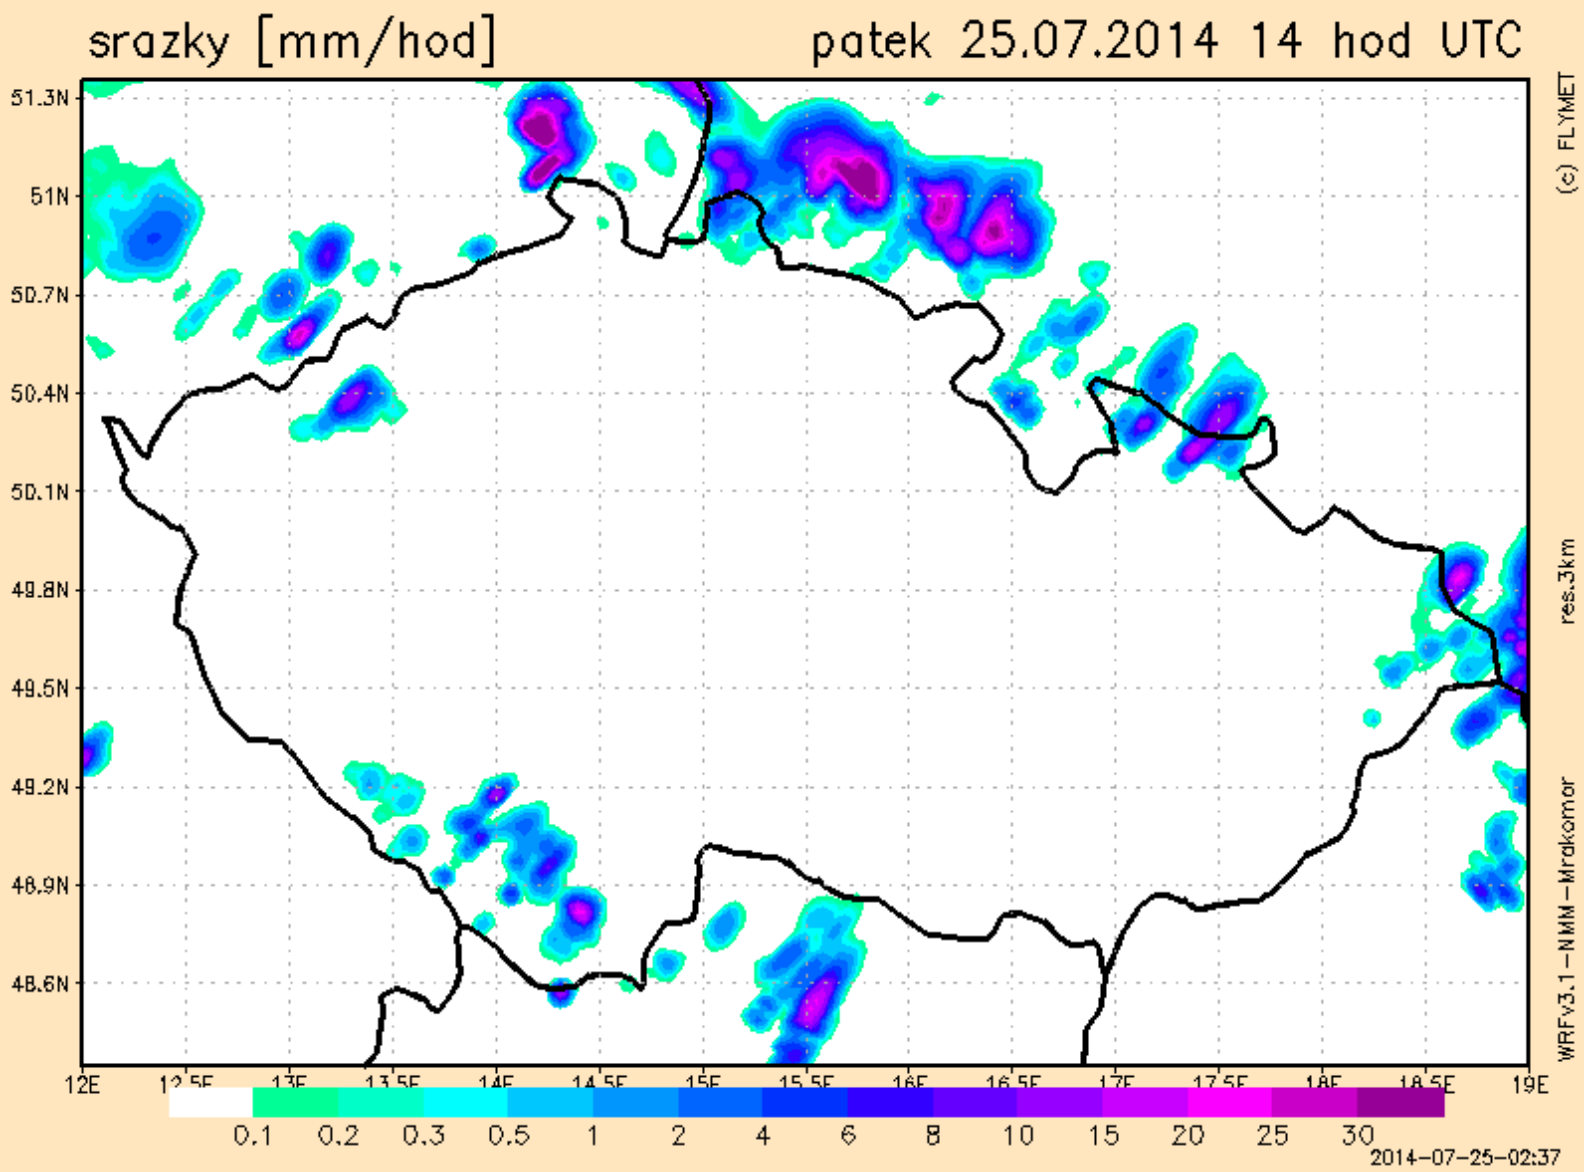 srazky [mm/hod] patek 25.07.2014 14 hod UTC
(c) FLYMET
51.3N
51N
50.7N
50.4N
50.1N
49.8N
49.5N
49.2N
48.9N
48.6N
res.3km
WRFv3.1-NMM-Mrakomor
12E 12.5E 13E 13.5E 14E 14.5E 15E 15.5E 16E 16.5E 17E 17.5E 18E 18.5E 19E
0.1 0.2 0.3 0.5 1 2 4 6 8 10 15 20 25 30
2014-07-25-02:37